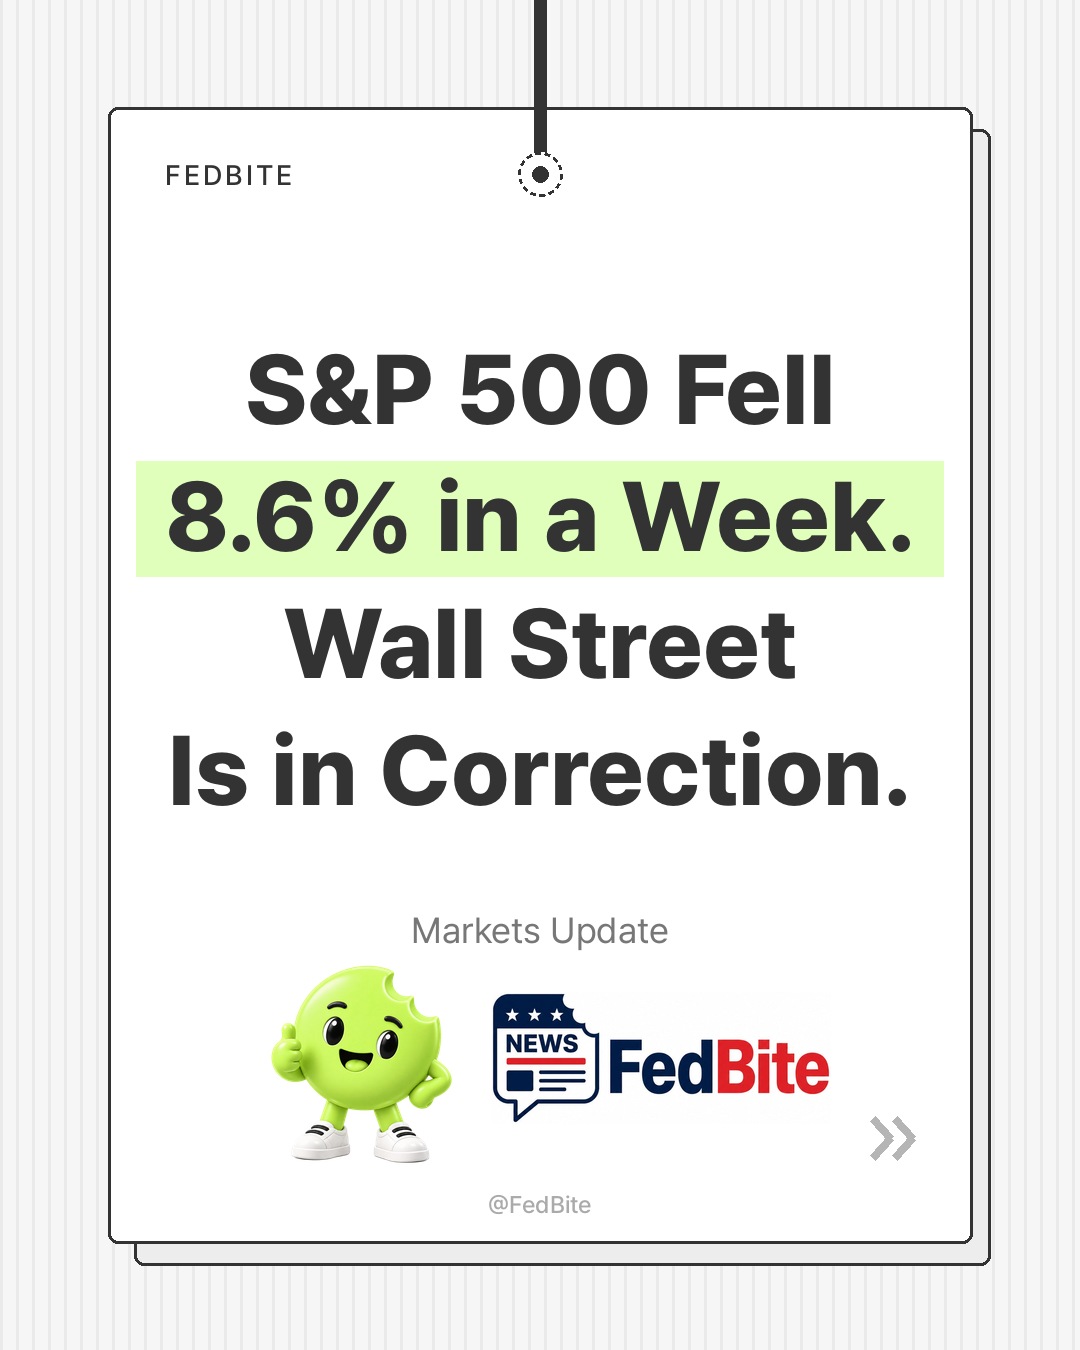 FEDBITE
S&P 500 Fell
8.6% in a Week.
Wall Street
Is in Correction.
Markets Update
NEWS
FedBite
@FedBite